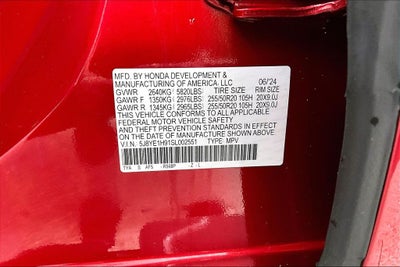 MFD. BY HONDA DEVELOPMENT &
MANUFACTURING OF AMERICA, LLC 06/24
GVWR 2640KG 5820LBS TIRE SIZE RIM SIZE
GAWR F 1350KG 2976LBS 255/50R20 105H 20X9.0J
GAWR R 1345KG 2965LBS 255/50R20 105H 20X9.0J
THIS VEHICLE CONFORMS TO ALL APPLICABLE
FEDERAL MOTOR VEHICLE SAFETY AND
THEFT PREVENTION STANDARDS IN EFFECT
ON THE DATE OF MANUFACTURE SHOWN ABOVE.
V.I.N. 5J8YE1H91SL002551 TYPE MPV
TYA